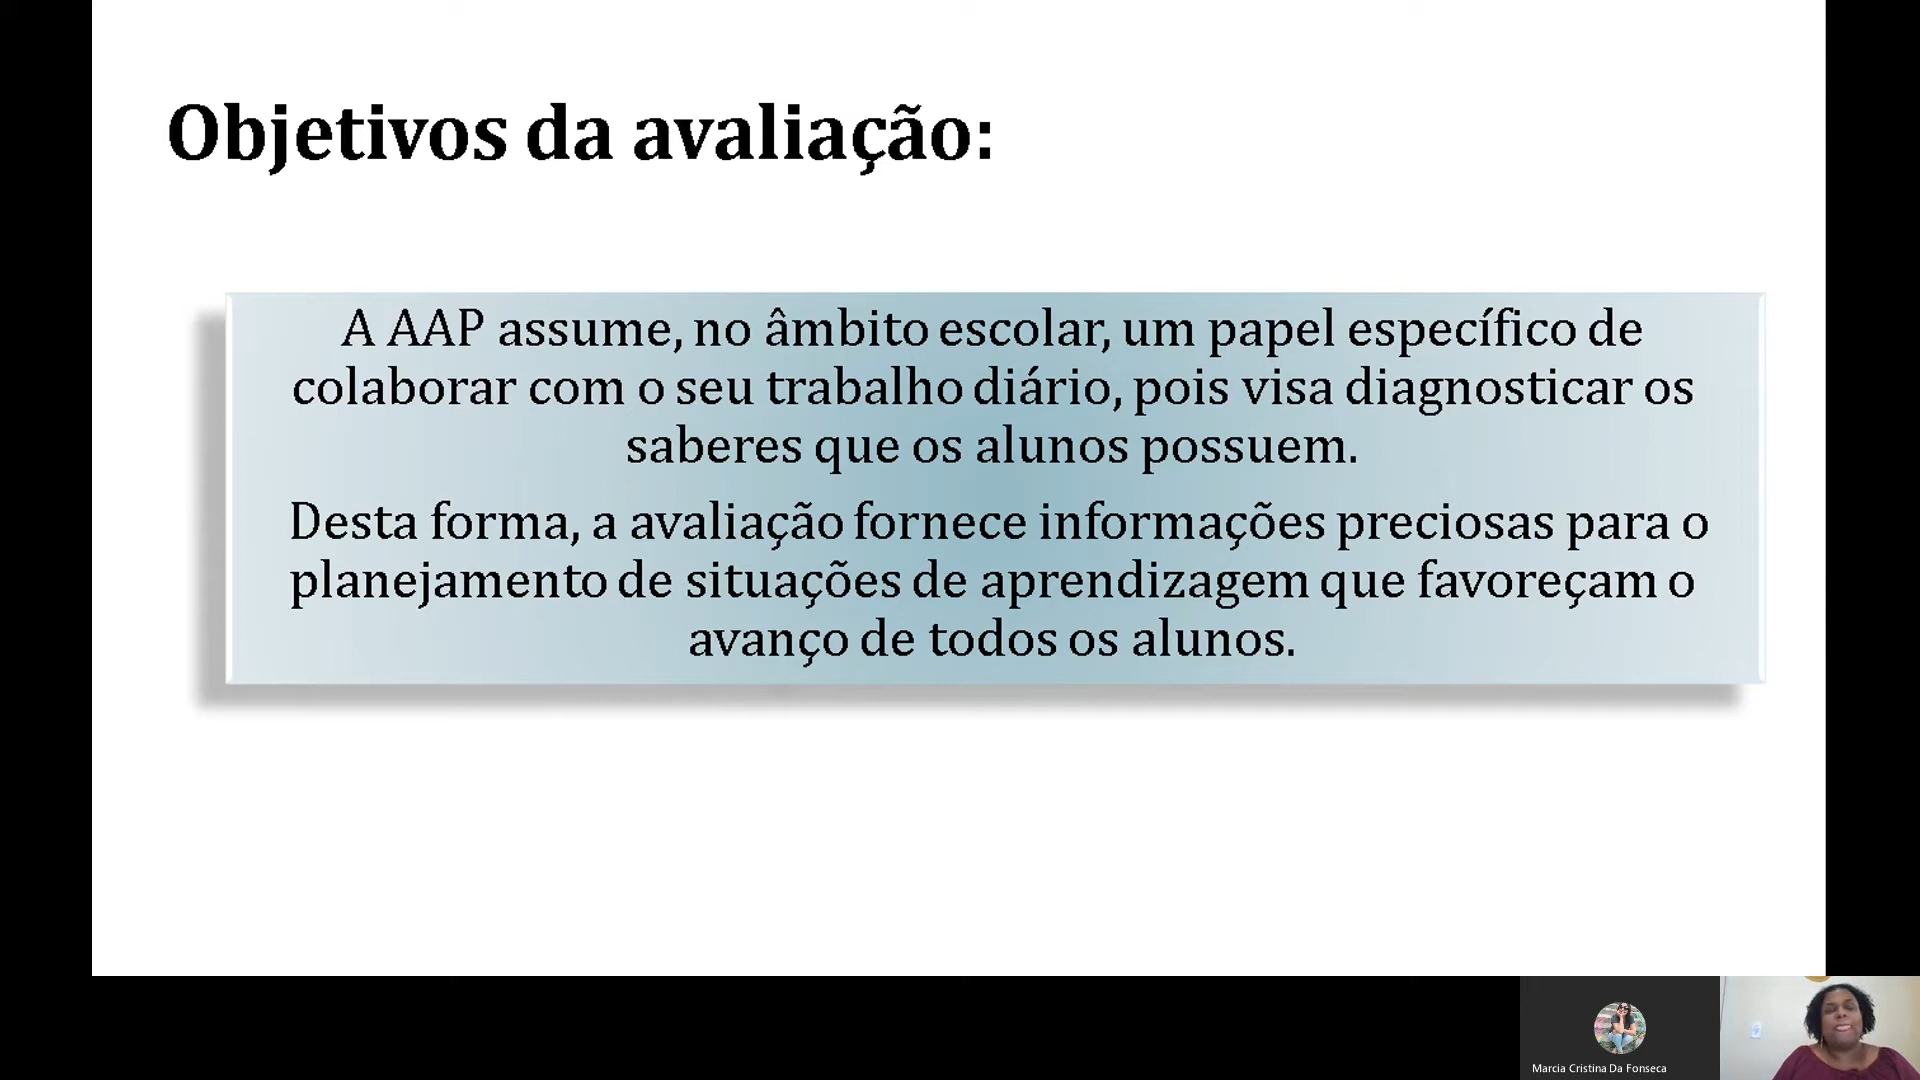 Objetivos da avaliação:
A AAP assume, no âmbito escolar, um papel específico de
colaborar com o seu trabalho diário, pois visa diagnosticar os
saberes que os alunos possuem.
Desta forma, a avaliação fornece informações preciosas para o
planejamento de situações de aprendizagem que favoreçam o
avanço de todos os alunos.
Marcia Cristina Da Fonseca